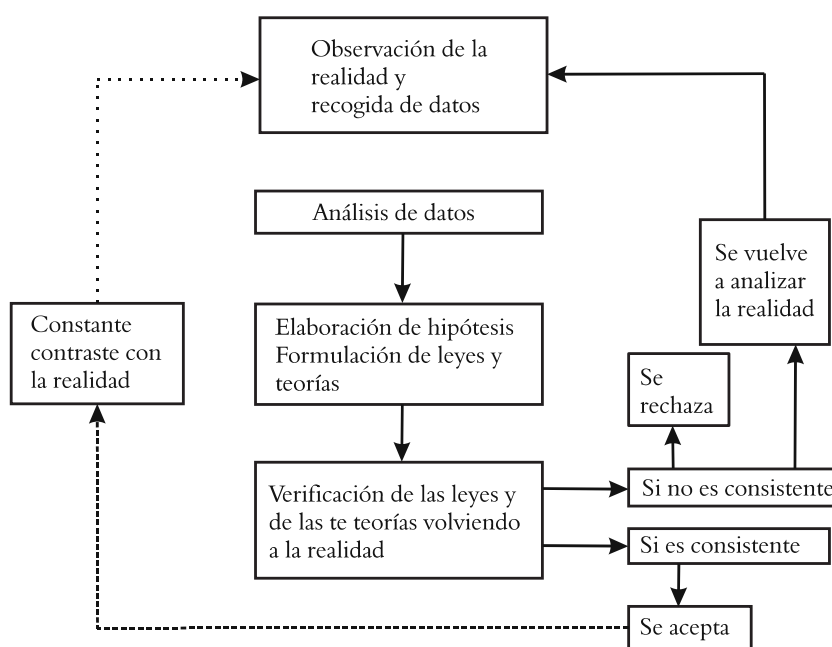 Observación de la
realidad y
recogida de datos
Análisis de datos
Se vuelve
a analizar
la realidad
Constante
contraste con
la realidad
Elaboración de hipótesis
Formulación de leyes y
teorías
Se
rechaza
Verificación de las leyes y
de las te teorías volviendo
a la realidad
Si no es consistente
Si es consistente
Se acepta